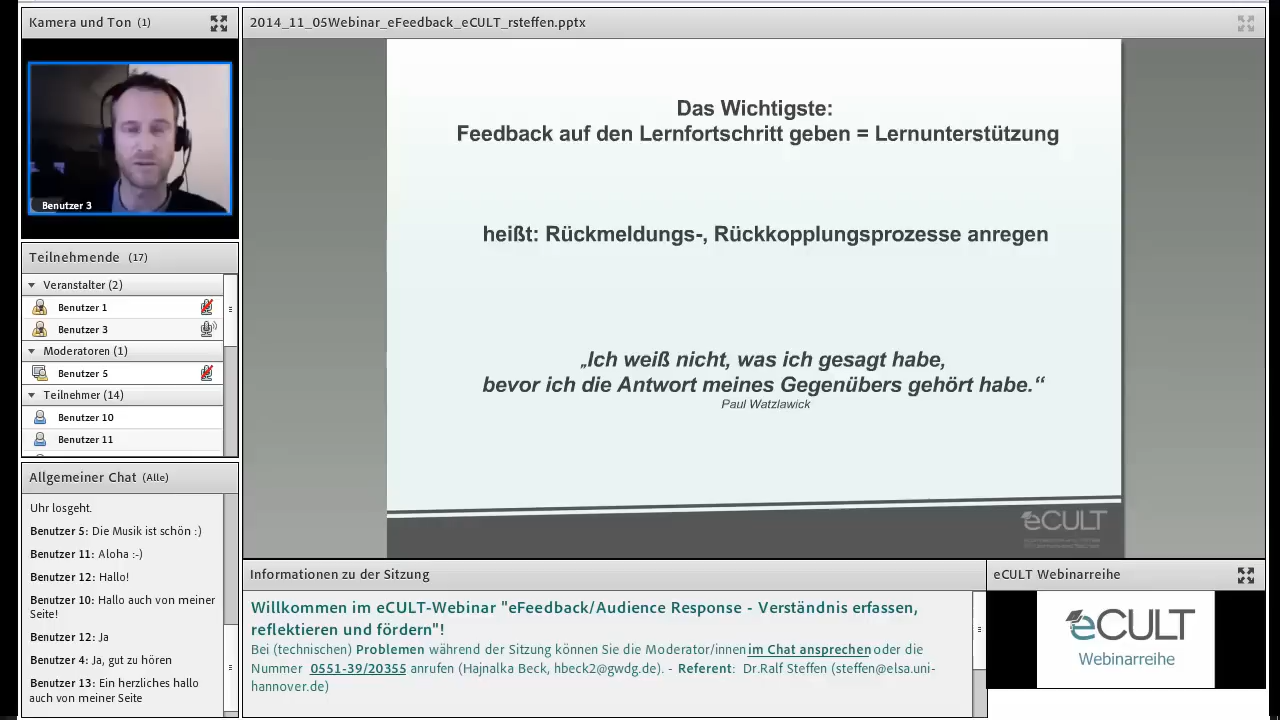 Kamera und Ton (1)
Benutzer 3
Teilnehmende (17)
Veranstalter (2)
Benutzer 1
Benutzer 3
Moderatoren (1)
Benutzer 5
Teilnehmer (14)
Benutzer 10
Benutzer 11
Allgemeiner Chat (Alle)
Uhr losgeht.
Benutzer 5: Die Musik ist schön :)
Benutzer 11: Aloha :-)
Benutzer 12: Hallo!
Benutzer 10: Hallo auch von meiner
Seite!
Benutzer 12: Ja
Benutzer 4: Ja, gut zu hören
Benutzer 13: Ein herzliches hallo
auch von meiner Seite
2014_11_05Webinar_eFeedback_eCULT_rsteffen.pptx
Das Wichtigste:
Feedback auf den Lernfortschritt geben = Lernunterstützung
heißt: Rückmeldungs-, Rückkopplungsprozesse anregen
„Ich weiß nicht, was ich gesagt habe,
bevor ich die Antwort meines Gegenübers gehört habe.“
Paul Watzlawick
eCULT
Informationen zu der Sitzung
Willkommen im eCULT-Webinar "eFeedback/Audience Response - Verständnis erfassen,
reflektieren und fördern"!
Bei (technischen) Problemen während der Sitzung können Sie die Moderator/innen im Chat ansprechen oder die
Nummer 0551-39/20355 anrufen (Hajnalka Beck, hbeck2@gwdg.de). - Referent: Dr.Ralf Steffen (steffen@elsa.uni-
hannover.de)
eCULT Webinarreihe
eCULT
Webinarreihe